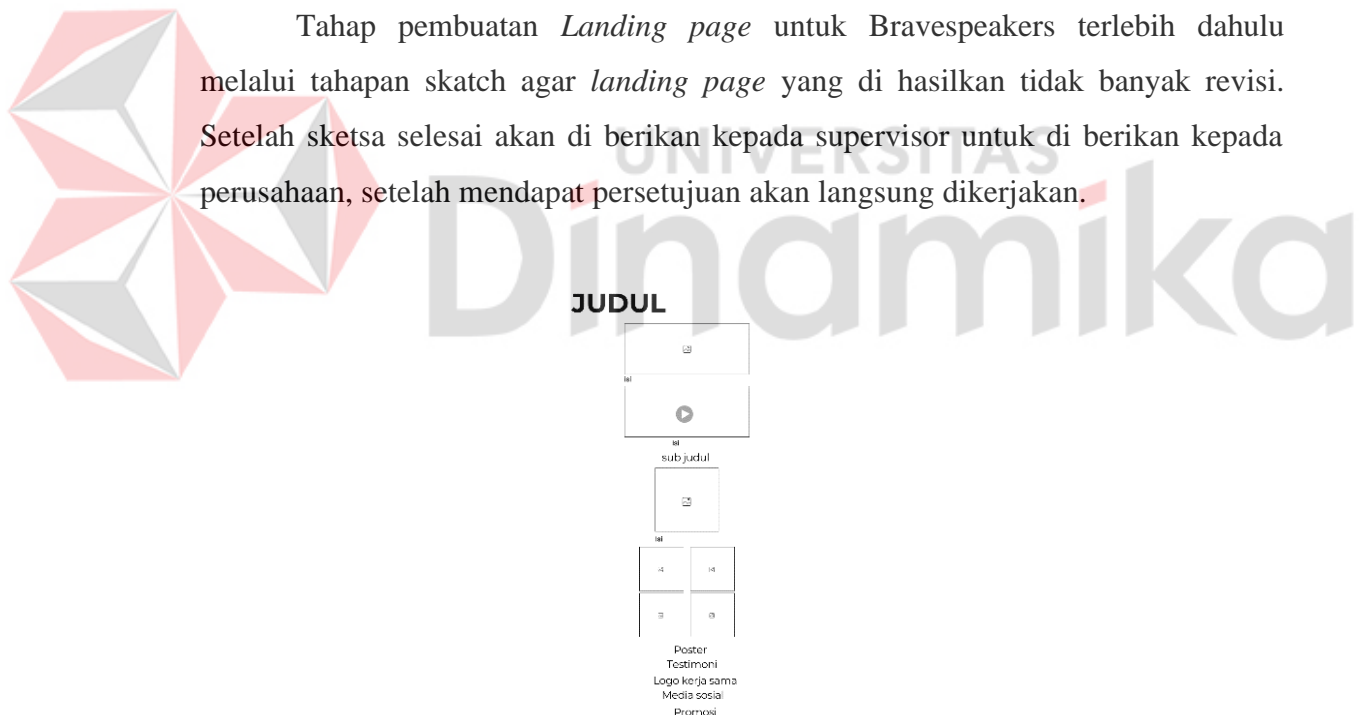 Tahap pembuatan Landing page untuk Bravespeakers terlebih dahulu
melalui tahapan skatch agar landing page yang di hasilkan tidak banyak revisi.
Setelah sketsa selesai akan di berikan kepada supervisor untuk di berikan kepada
perusahaan, setelah mendapat persetujuan akan langsung dikerjakan.
UNIVERSITAS
Dinamika
JUDUL
isi
isi
sub judul
isi
Poster
Testimoni
Logo kerja sama
Media sosial
Promosi